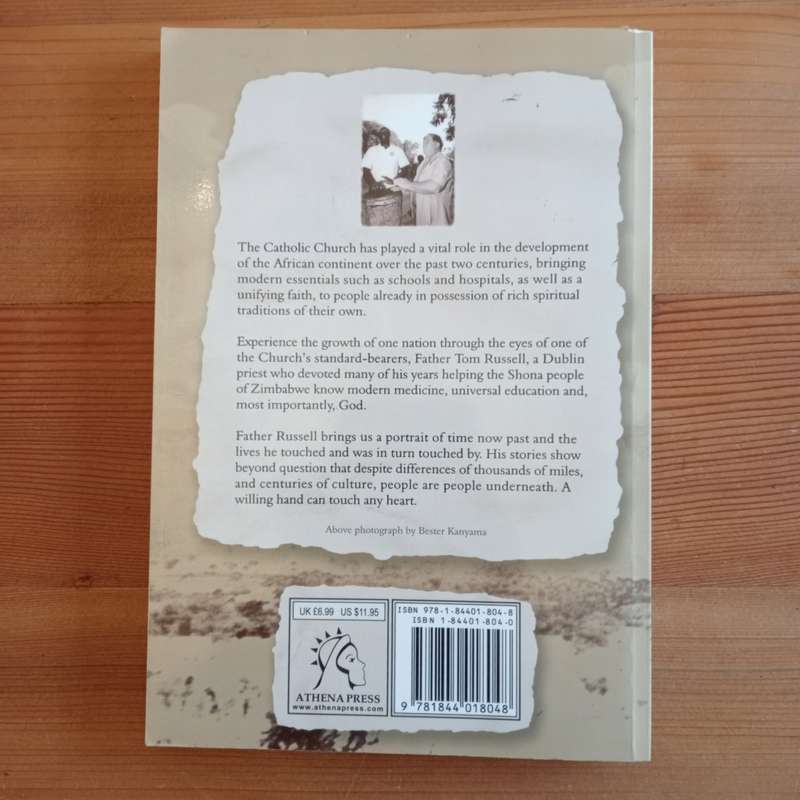 The Catholic Church has played a vital role in the development
of the African continent over the past two centuries, bringing
modern essentials such as schools and hospitals, as well as a
unifying faith, to people already in possession of rich spiritual
traditions of their own.
Experience the growth of one nation through the eyes of one of
the Church's standard-bearers, Father Tom Russell, a Dublin
priest who devoted many of his years helping the Shona people
of Zimbabwe know modern medicine, universal education and,
most importantly, God.
Father Russell brings us a portrait of time now past and the
lives he touched and was in turn touched by. His stories show
beyond question that despite differences of thousands of miles,
and centuries of culture, people are people underneath. A
willing hand can touch any heart.
Above photograph by Bester Kanyama
UK £6.99 US $11.95
ATHENA PRESS
www.athenapress.com
ISBN 978-1-84401-804-8
ISBN 1-84401-804-0
9 781844 018048